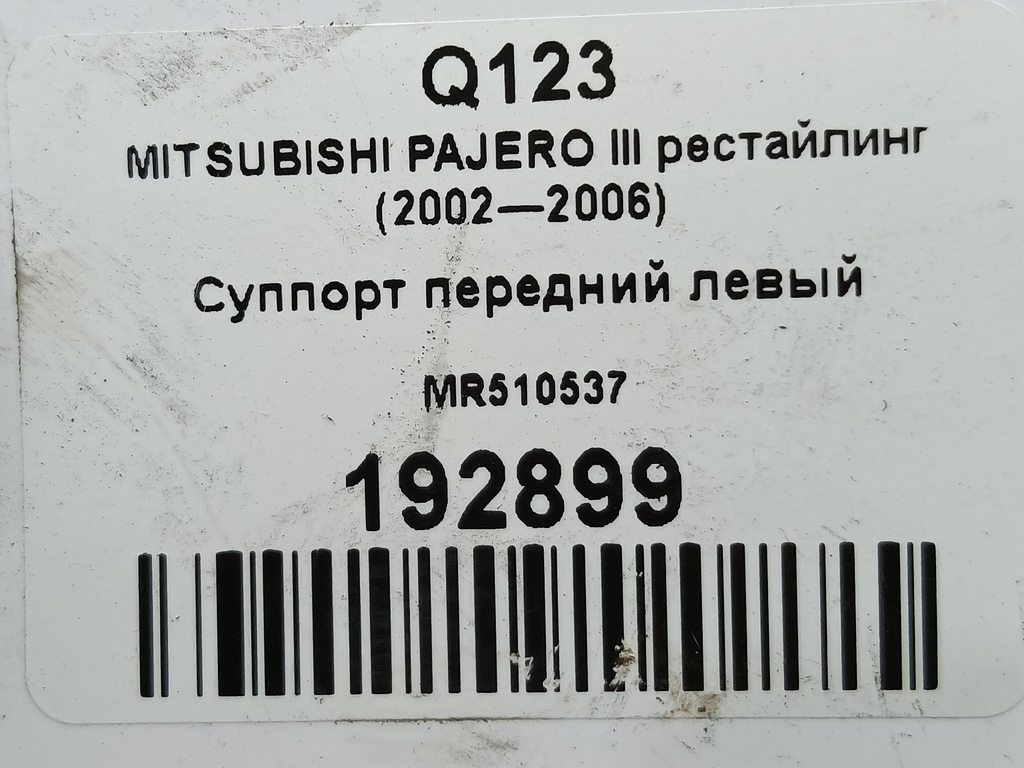 Q123
MITSUBISHI PAJERO III рестайлинг
(2002—2006)
Суппорт передний левый
MR510537
192899